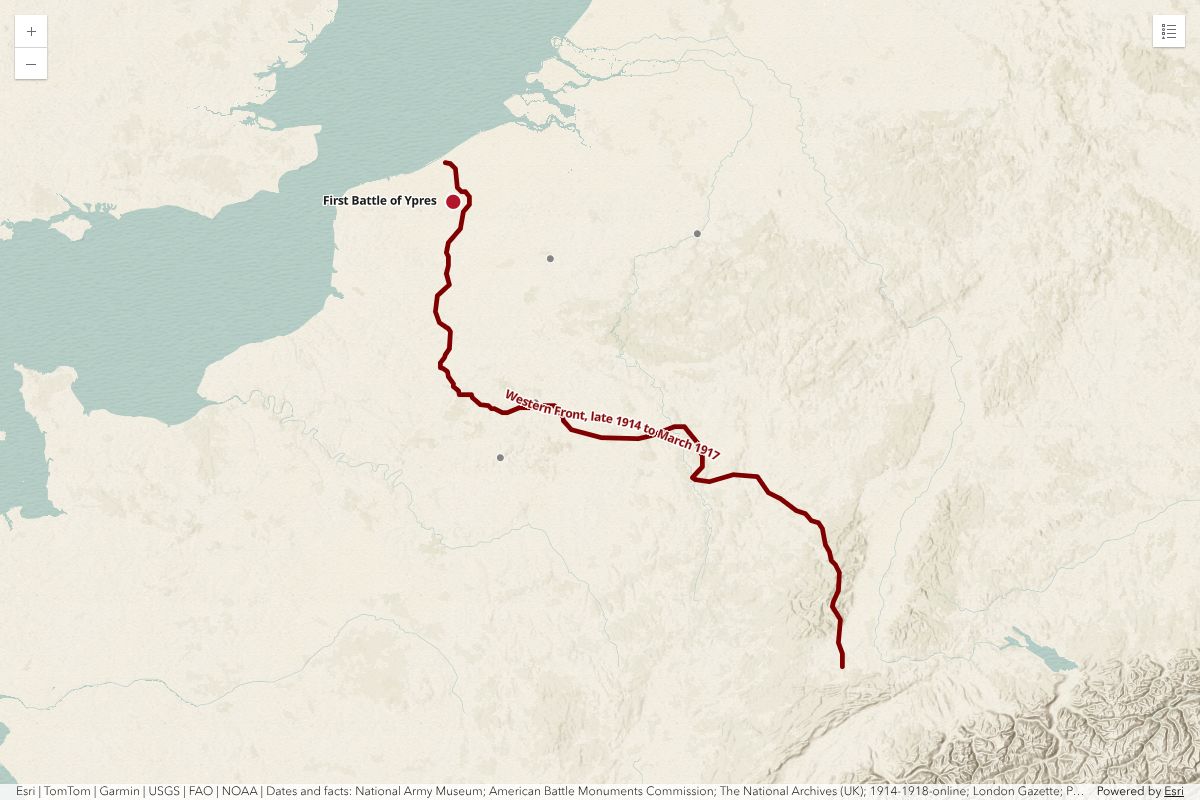 +
−
First Battle of Ypres
Western Front, late 1914 to March 1917
Esri | TomTom | Garmin | USGS | FAO | NOAA | Dates and facts: National Army Museum; American Battle Monuments Commission; The National Archives (UK); 1914-1918-online; London Gazette; P... Powered by Esri